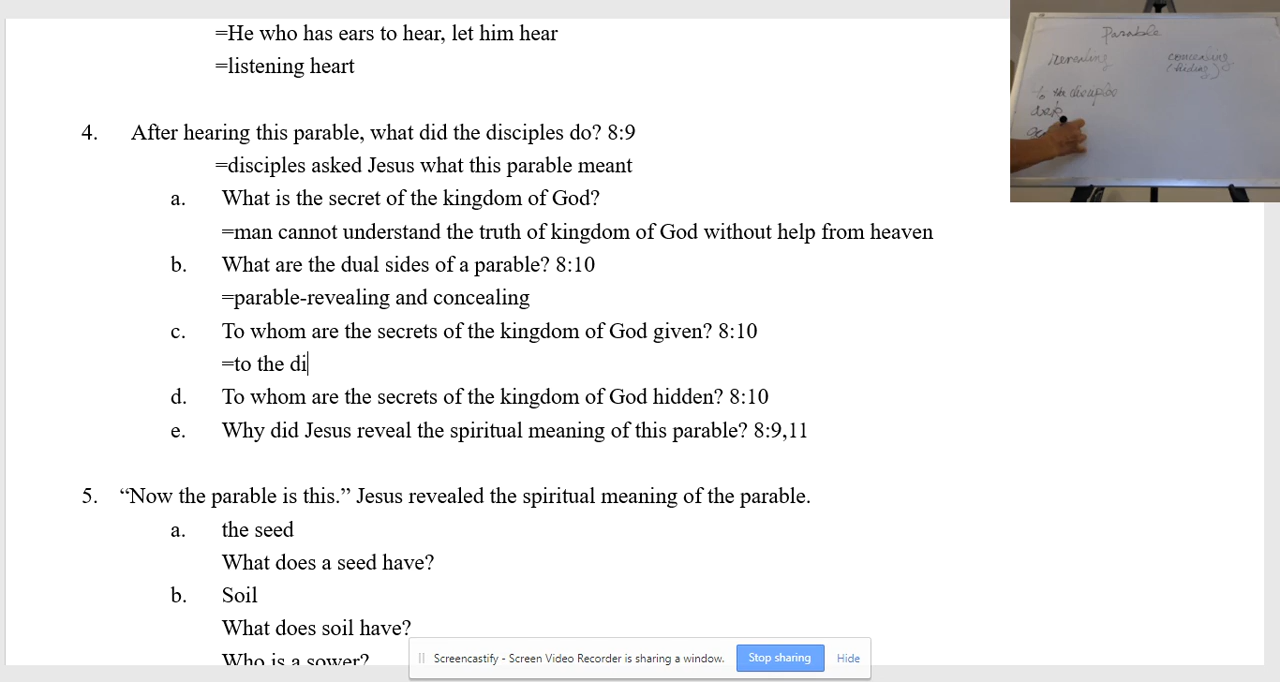 =He who has ears to hear, let him hear
=listening heart
4. After hearing this parable, what did the disciples do? 8:9
=disciples asked Jesus what this parable meant
a. What is the secret of the kingdom of God?
=man cannot understand the truth of kingdom of God without help from heaven
b. What are the dual sides of a parable? 8:10
=parable-revealing and concealing
c. To whom are the secrets of the kingdom of God given? 8:10
=to the di
d. To whom are the secrets of the kingdom of God hidden? 8:10
e. Why did Jesus reveal the spiritual meaning of this parable? 8:9,11
5. “Now the parable is this.” Jesus revealed the spiritual meaning of the parable.
a. the seed
What does a seed have?
b. Soil
What does soil have?
Who is a sower?
Screencastify - Screen Video Recorder is sharing a window. Stop sharing Hide
Parable
revealing concealing
(hiding)
to the disciples